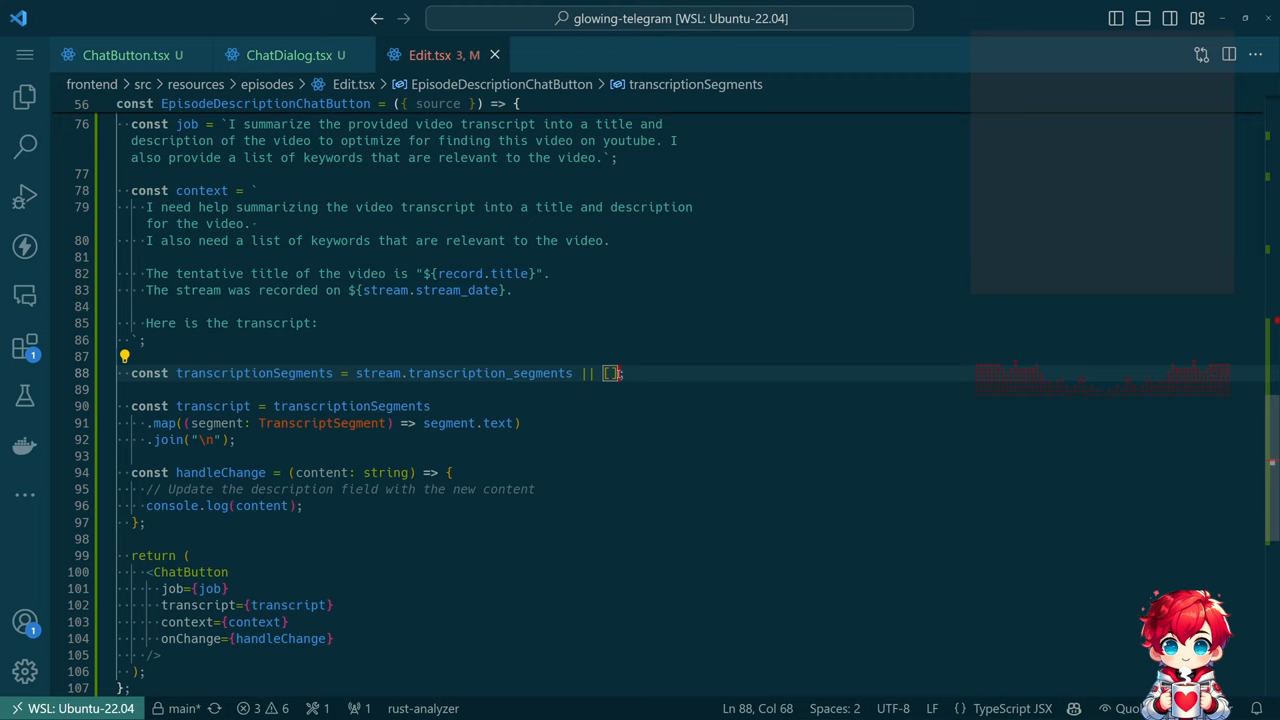 glowing-telegram [WSL: Ubuntu-22.04]
ChatButton.tsx U
ChatDialog.tsx U
Edit.tsx 3, M
frontend > src > resources > episodes > Edit.tsx > EpisodeDescriptionChatButton > transcriptionSegments
56 const EpisodeDescriptionChatButton = ({ source }) => {
76 const job = `I summarize the provided video transcript into a title and
description of the video to optimize for finding this video on youtube. I
also provide a list of keywords that are relevant to the video.`;
77
78 const context = `
79 I need help summarizing the video transcript into a title and description
for the video.
80 I also need a list of keywords that are relevant to the video.
81
82 The tentative title of the video is "${record.title}".
83 The stream was recorded on ${stream.stream_date}.
84
85 Here is the transcript:
86 `;
87
88 const transcriptionSegments = stream.transcription_segments || [];
89
90 const transcript = transcriptionSegments
91 .map((segment: TranscriptSegment) => segment.text)
92 .join("\n");
93
94 const handleChange = (content: string) => {
95 // Update the description field with the new content
96 console.log(content);
97 };
98
99 return (
100 <ChatButton
101 job={job}
102 transcript={transcript}
103 context={context}
104 onChange={handleChange}
105 />
106 );
107 };
1
1
WSL: Ubuntu-22.04 main* 3 6 1 1 rust-analyzer Ln 88, Col 68 Spaces: 2 UTF-8 LF {} TypeScript JSX Quo